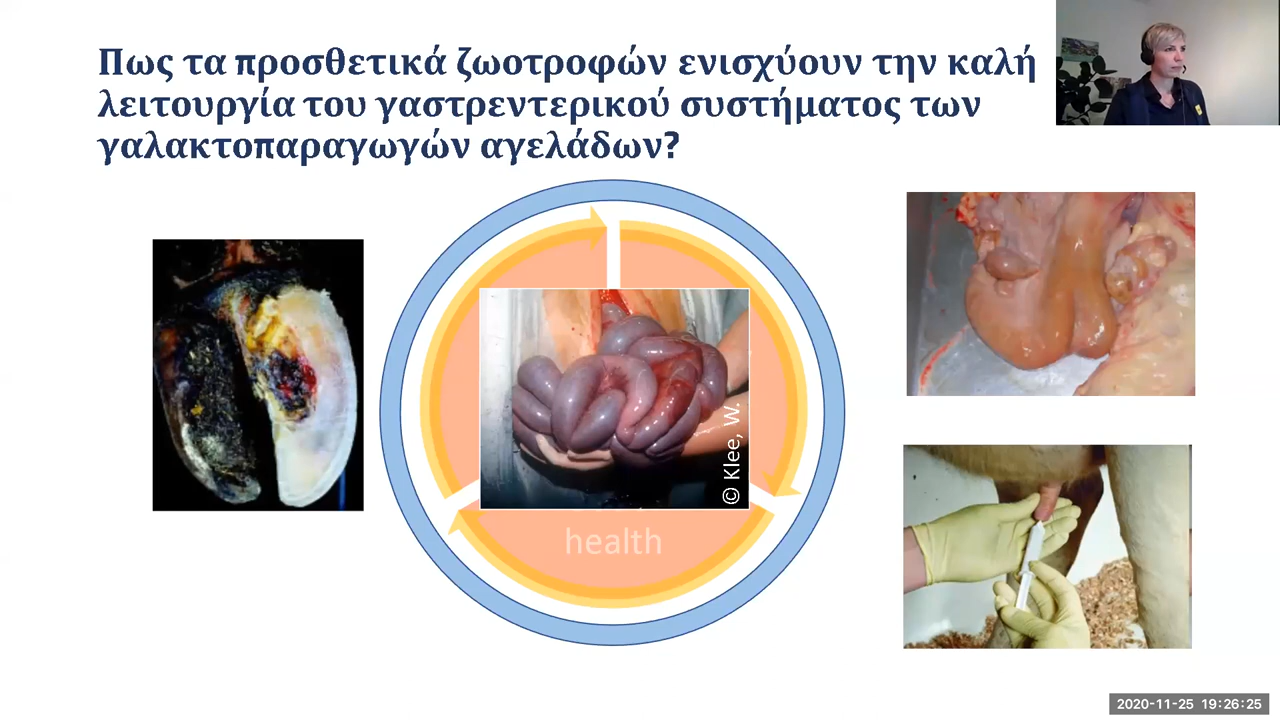 Πως τα προσθετικά ζωοτροφών ενισχύουν την καλή
λειτουργία του γαστρεντερικού συστήματος των
γαλακτοπαραγωγών αγελάδων?
© Klee, W.
health
2020-11-25 19:26:25